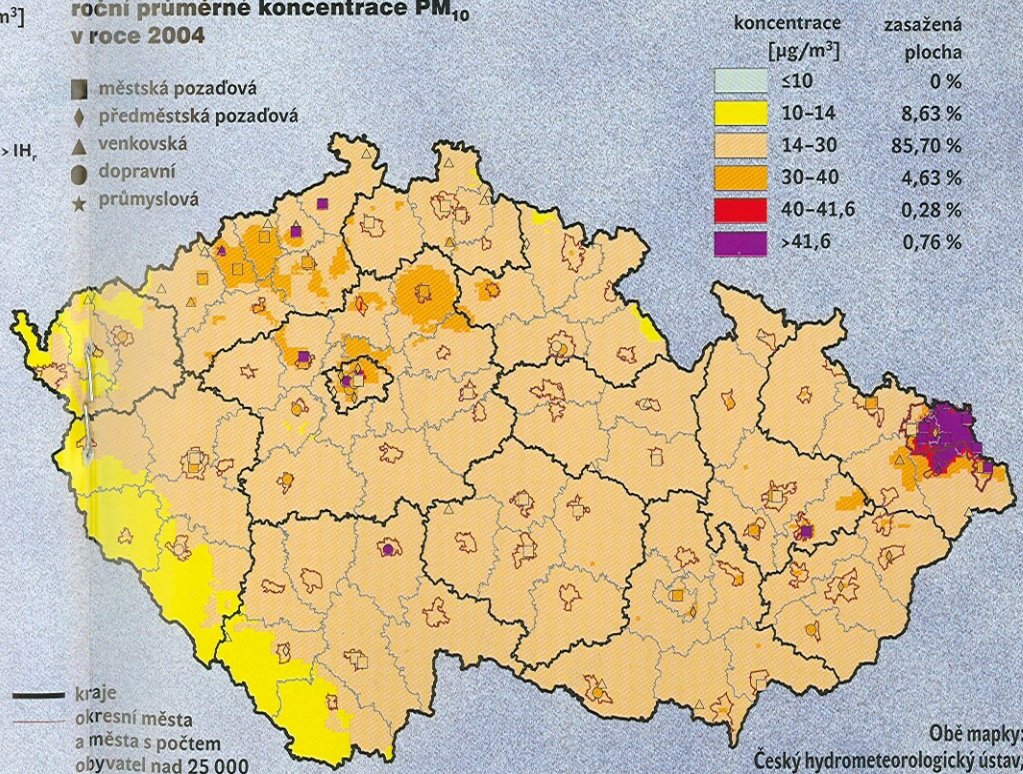 m³]
roční průměrné koncentrace PM₁₀
v roce 2004
městská pozaďová
předměstská pozaďová
venkovská
> IHᵣ
dopravní
průmyslová
koncentrace zasažená
[µg/m³] plocha
≤10 0 %
10–14 8,63 %
14–30 85,70 %
30–40 4,63 %
40–41,6 0,28 %
>41,6 0,76 %
kraje
okresní města
a města s počtem
obyvatel nad 25 000
Obě mapky:
Český hydrometeorologický ústav,